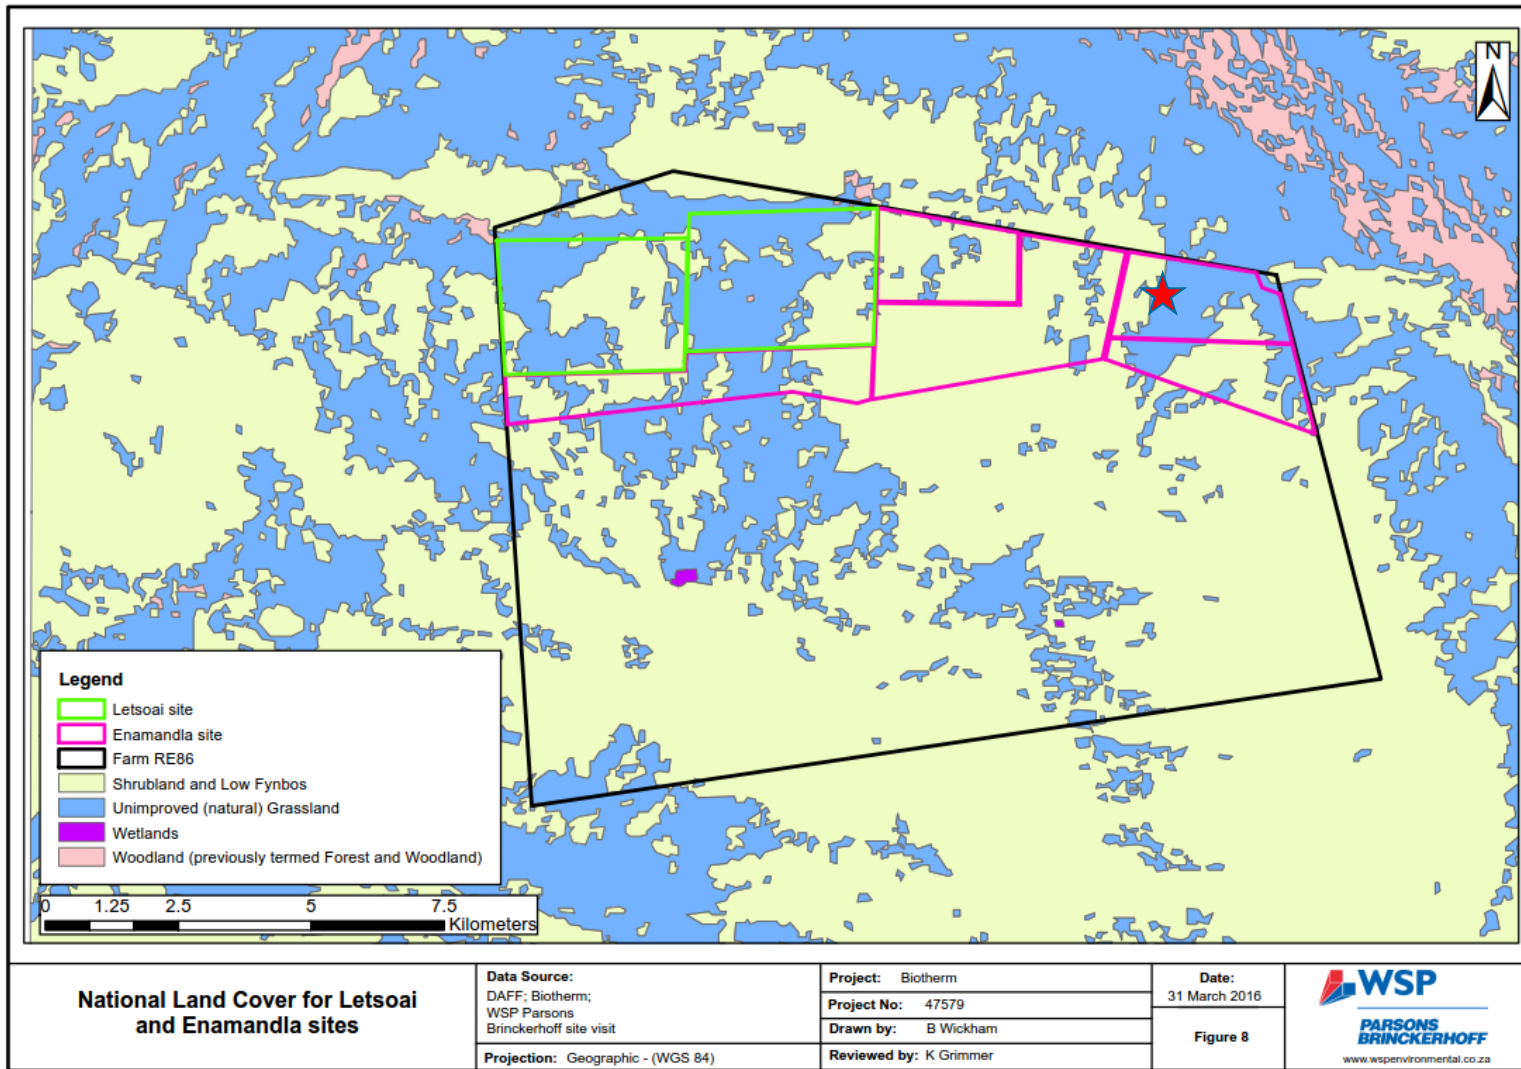 N
Legend
Letsoai site
Enamandla site
Farm RE86
Shrubland and Low Fynbos
Unimproved (natural) Grassland
Wetlands
Woodland (previously termed Forest and Woodland)
0 1.25 2.5 5 7.5
Kilometers
National Land Cover for Letsoai
and Enamandla sites
Data Source:
DAFF; Biotherm;
WSP Parsons
Brinckerhoff site visit
Projection: Geographic - (WGS 84)
Project: Biotherm
Project No: 47579
Drawn by: B Wickham
Reviewed by: K Grimmer
Date:
31 March 2016
Figure 8
WSP
PARSONS
BRINCKERHOFF
www.wspenvironmental.co.za